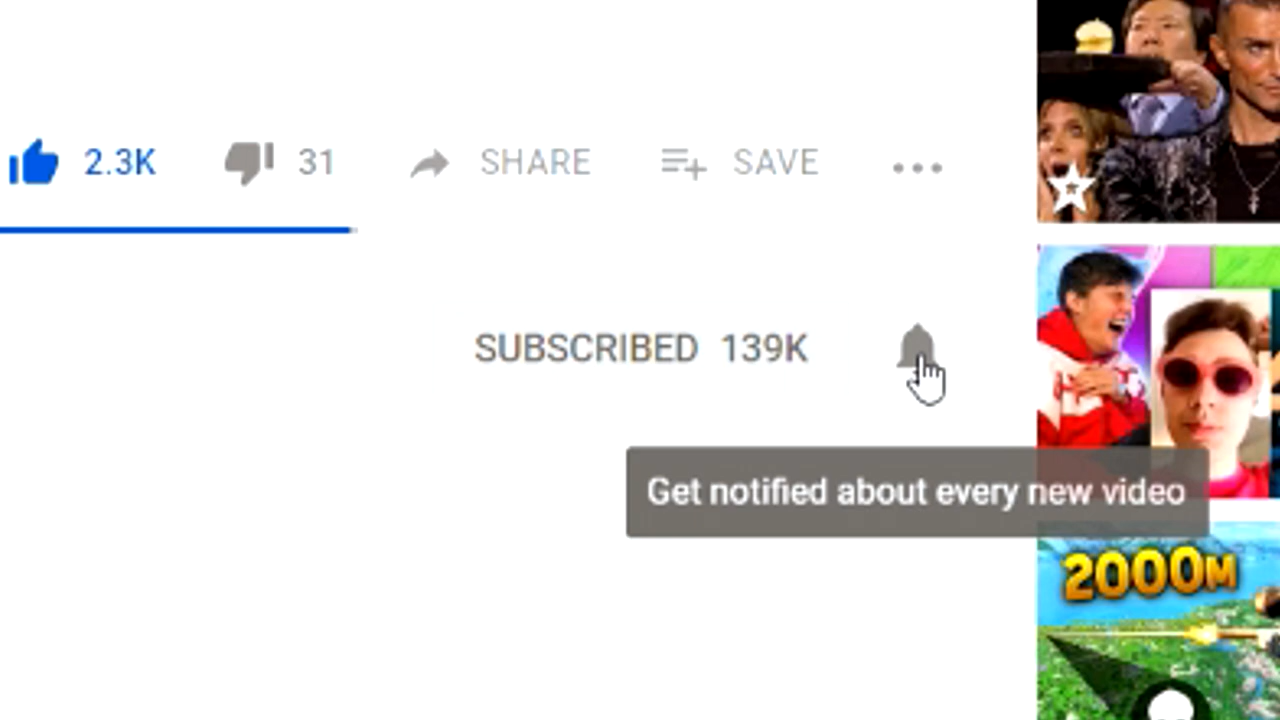 2.3K 31 SHARE SAVE
SUBSCRIBED 139K
Get notified about every new video
2000M